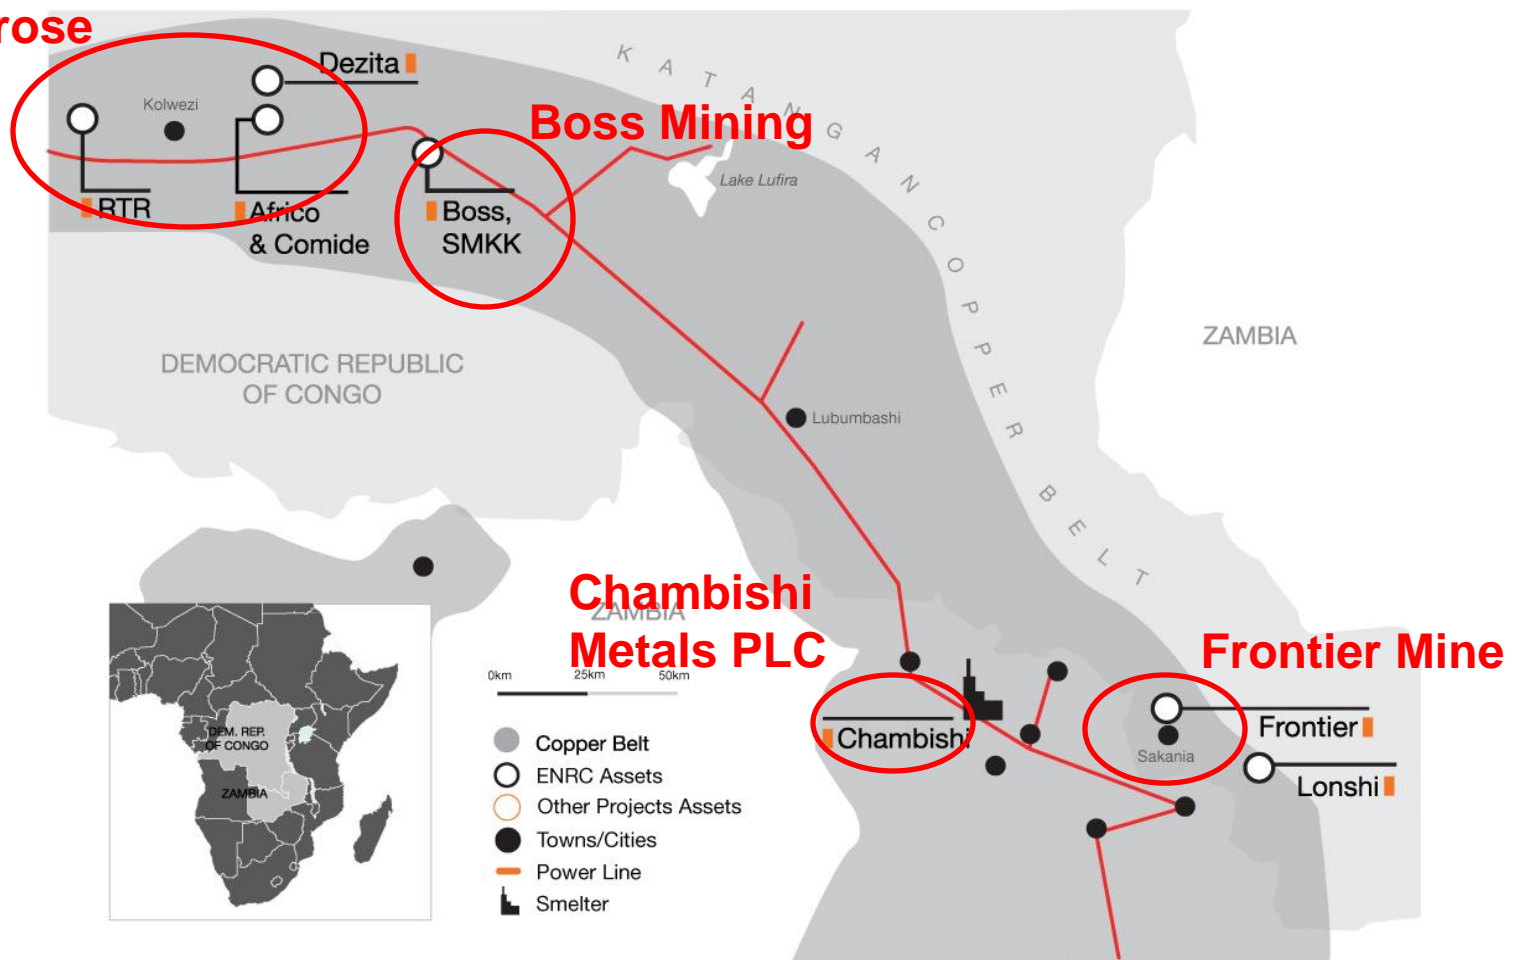 Dezita
KATANGAN COPPER BELT
Kolwezi
Boss Mining
Lake Lufira
RTR
Africo
& Comide
Boss,
SMKK
DEMOCRATIC REPUBLIC
OF CONGO
ZAMBIA
Lubumbashi
Chambishi
Metals PLC
ZAMBIA
Frontier Mine
0km 25km 50km
Chambishi
Frontier
Sakania
Lonshi
Copper Belt
ENRC Assets
Other Projects Assets
Towns/Cities
Power Line
Smelter
DEM. REP.
OF CONGO
ZAMBIA